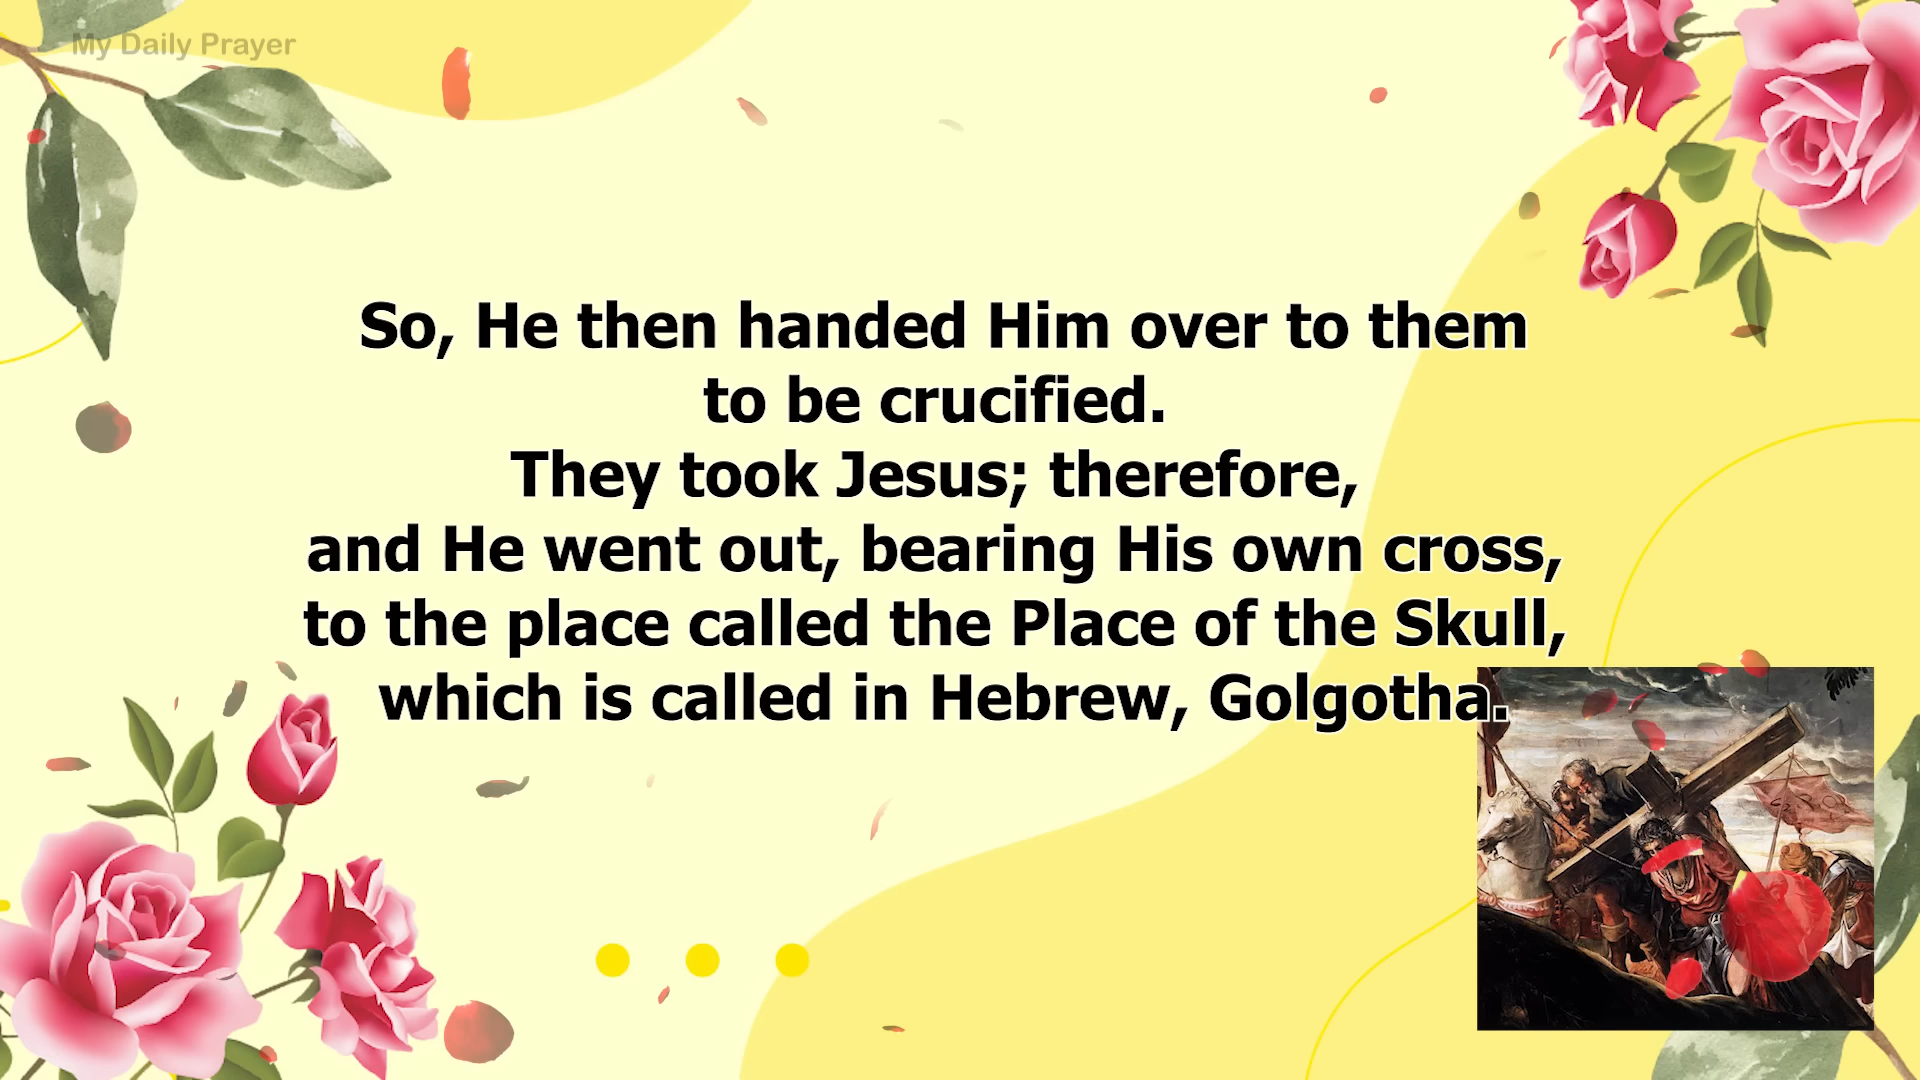 My Daily Prayer
So, He then handed Him over to them
to be crucified.
They took Jesus; therefore,
and He went out, bearing His own cross,
to the place called the Place of the Skull,
which is called in Hebrew, Golgotha.